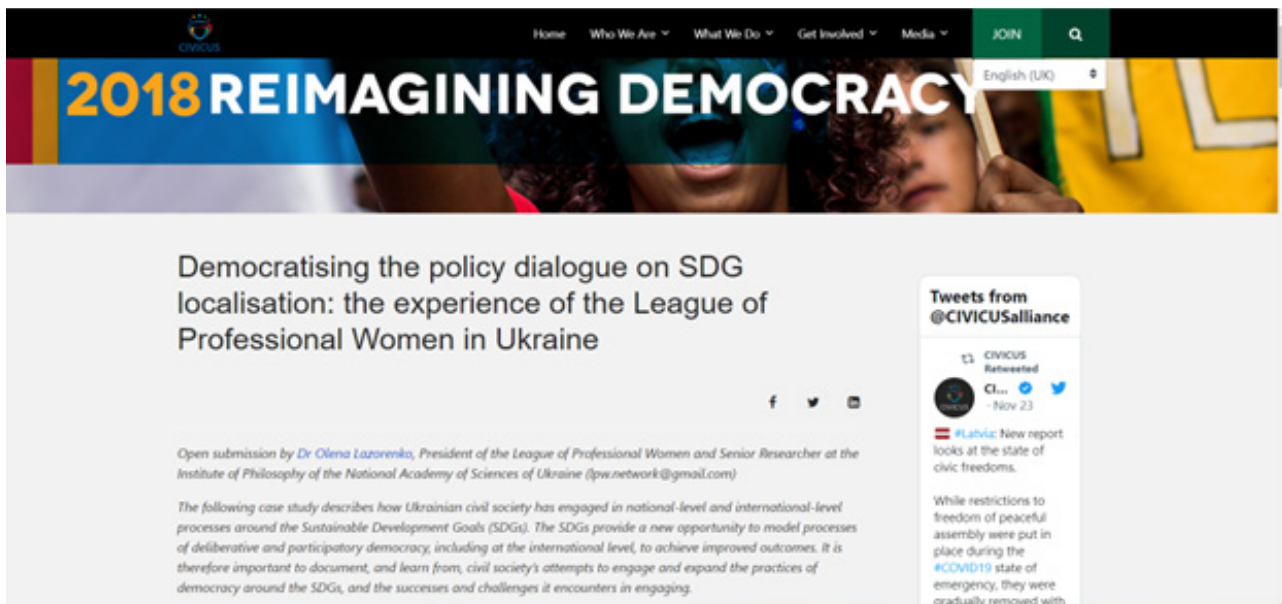 CIVICUS
Home Who We Are What We Do Get Involved Media JOIN
English (UK)
2018 REIMAGINING DEMOCRACY
Democratising the policy dialogue on SDG
localisation: the experience of the League of
Professional Women in Ukraine
Open submission by Dr Olena Lazorenko, President of the League of Professional Women and Senior Researcher at the
Institute of Philosophy of the National Academy of Sciences of Ukraine (lpw.network@gmail.com)
The following case study describes how Ukrainian civil society has engaged in national-level and international-level
processes around the Sustainable Development Goals (SDGs). The SDGs provide a new opportunity to model processes
of deliberative and participatory democracy, including at the international level, to achieve improved outcomes. It is
therefore important to document, and learn from, civil society's attempts to engage and expand the practices of
democracy around the SDGs, and the successes and challenges it encounters in engaging.
Tweets from
@CIVICUSalliance
CIVICUS
Retweeted
CI...
- Nov 23
#Latvia: New report
looks at the state of
civic freedoms.
While restrictions to
freedom of peaceful
assembly were put in
place during the
#COVID19 state of
emergency, they were
gradually removed with